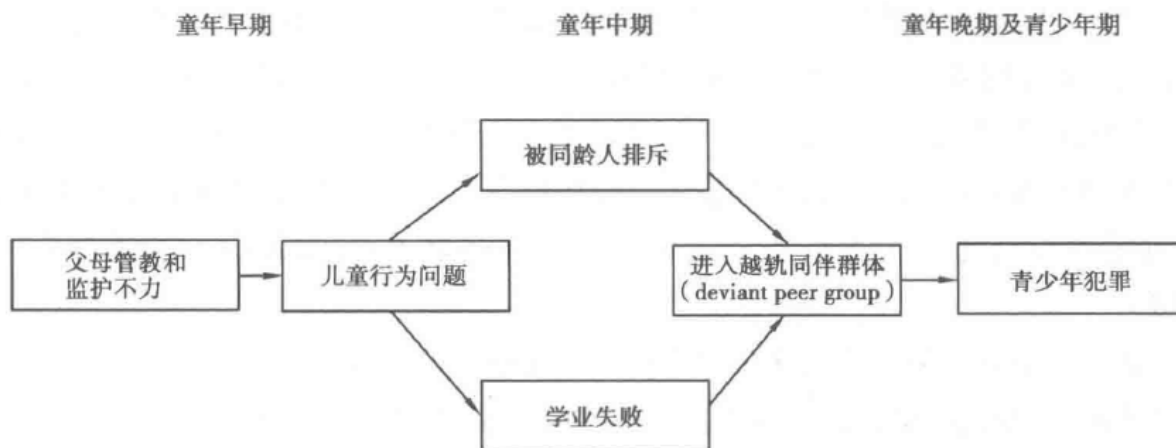 童年早期
童年中期
童年晚期及青少年期
被同龄人排斥
父母管教和
监护不力
儿童行为问题
进入越轨同伴群体
（deviant peer group）
青少年犯罪
学业失败